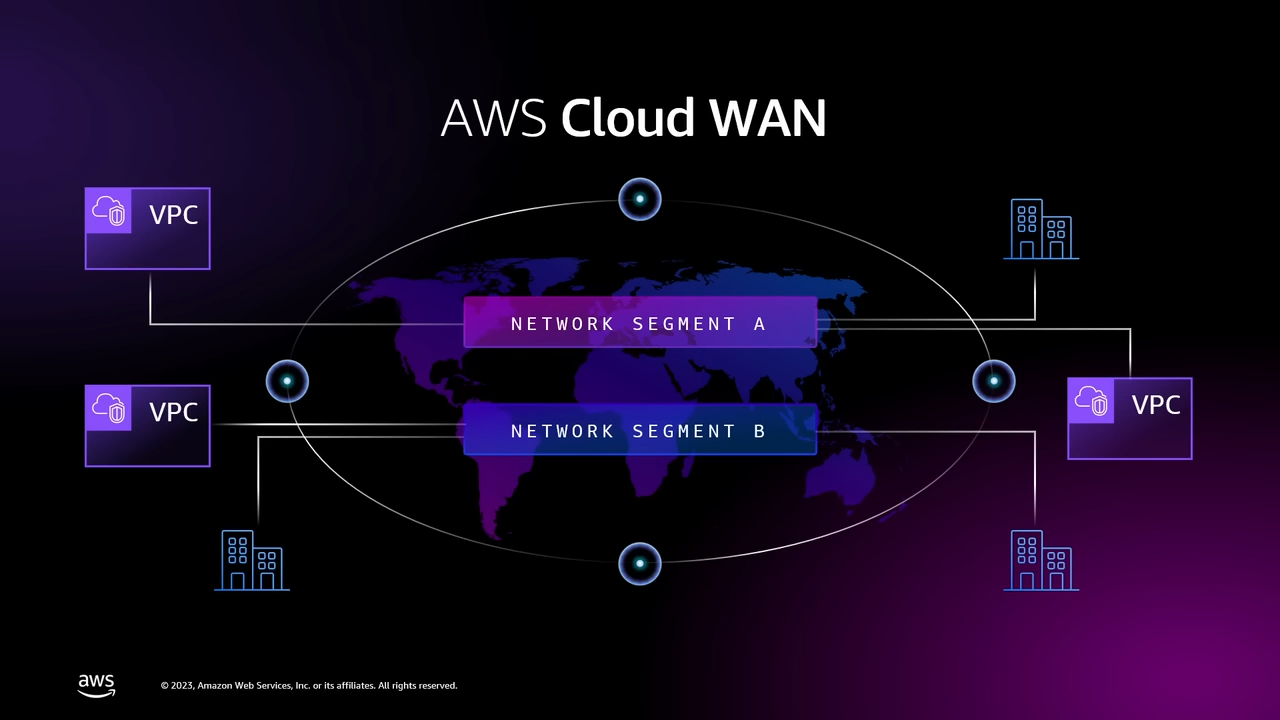 AWS Cloud WAN
VPC
NETWORK SEGMENT A
VPC
VPC
NETWORK SEGMENT B
aws
© 2023, Amazon Web Services, Inc. or its affiliates. All rights reserved.